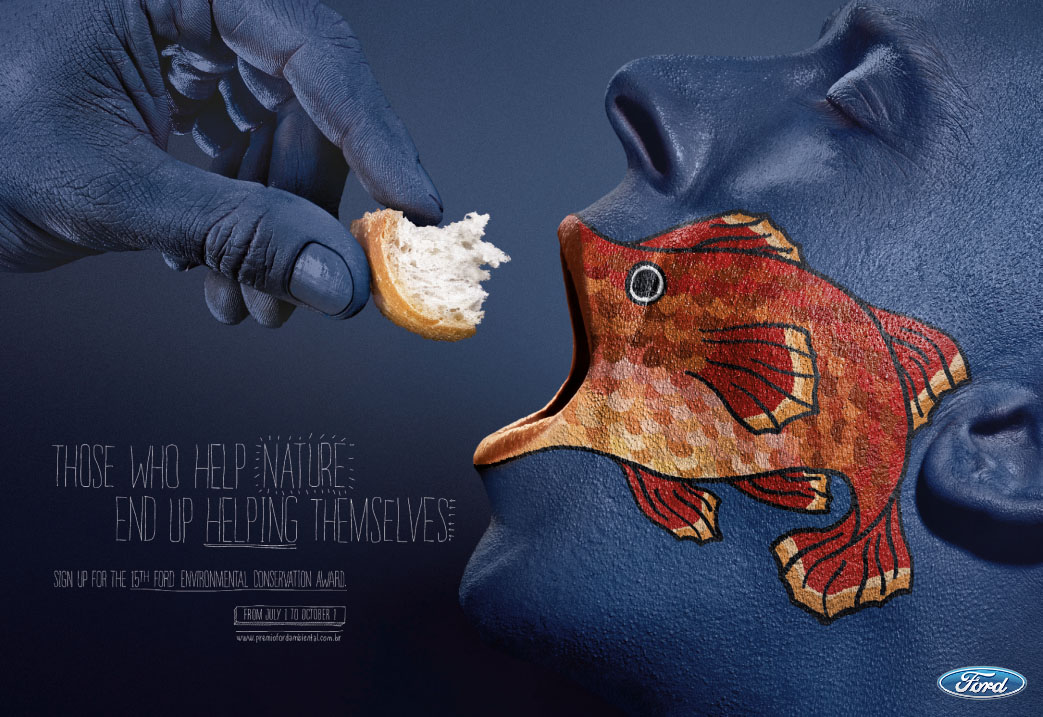 THOSE WHO HELP NATURE
END UP HELPING THEMSELVES
SIGN UP FOR THE 15TH FORD ENVIRONMENTAL CONSERVATION AWARD.
FROM JULY 1 TO OCTOBER 1
www.premiofordambiental.com.br
Ford